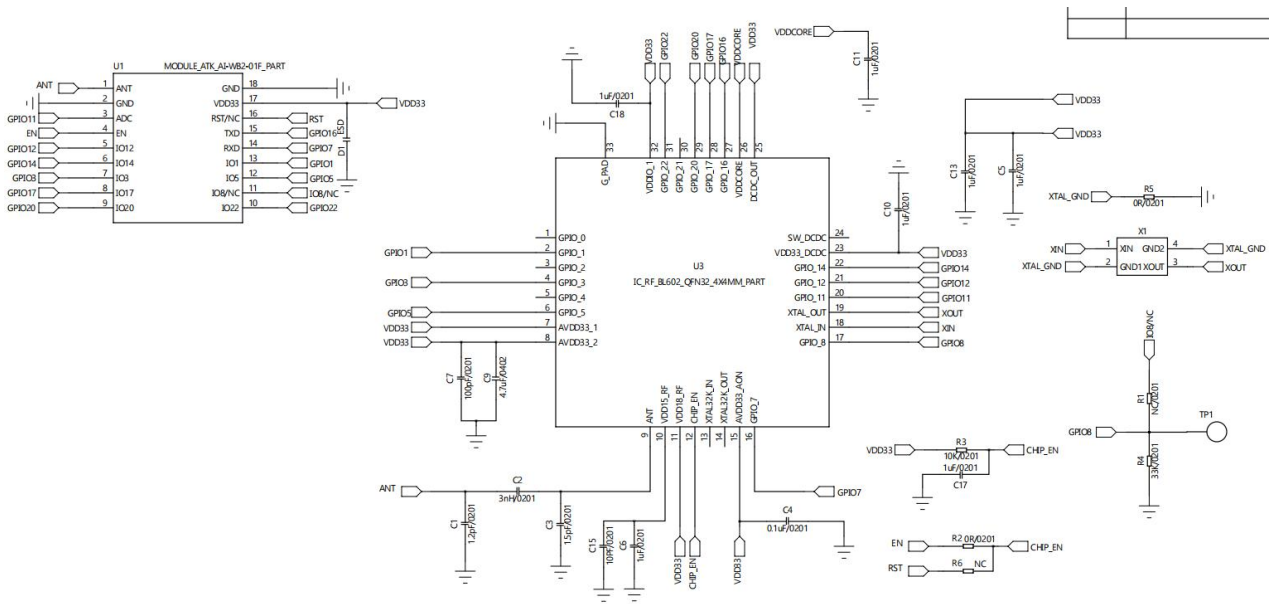 U1 MODULE_ATK_AI-WB2-01F_PART
ANT 1 ANT GND 18
2 GND VDD33 17 VDD33
GPIO11 3 ADC RST/NC 16 RST
EN 4 EN TXD 15 GPIO16
GPIO12 5 IO12 RXD 14 GPIO7
GPIO14 6 IO14 IO1 13 GPIO1
GPIO3 7 IO3 IO5 12 GPIO5
GPIO17 8 IO17 IO8/NC 11 IO8/NC
GPIO20 9 IO20 IO22 10 GPIO22
D1 ESD
1uF/0201
C18
VDD33
GPIO22
GPIO20
GPIO17
GPIO16
VDDCORE
VDD33
VDDCORE
C11
1uF/0201
33 32 31 30 29 28 27 26 25
G_PAD
VDDIO_1
GPIO_22
GPIO_21
GPIO_20
GPIO_17
GPIO_16
VDDCORE
DCDC_OUT
C10
1uF/0201
U3
IC_RF_BL602_QFN32_4X4MM_PART
1 GPIO_0
GPIO1 2 GPIO_1
3 GPIO_2
GPIO3 4 GPIO_3
5 GPIO_4
GPIO5 6 GPIO_5
VDD33 7 AVDD33_1
VDD33 8 AVDD33_2
SW_DCDC 24
VDD33_DCDC 23 VDD33
GPIO_14 22 GPIO14
GPIO_12 21 GPIO12
GPIO_11 20 GPIO11
XTAL_OUT 19 XOUT
XTAL_IN 18 XIN
GPIO_8 17 GPIO8
ANT
VDD15_RF
VDD18_RF
CHIP_EN
XTAL32K_IN
XTAL32K_OUT
AVDD33_AON
GPIO_7
9 10 11 12 13 14 15 16
C7
100pF/0201
C9
4.7uF/0402
ANT
C2
3nH/0201
C1
1.2pF/0201
C3
1.5pF/0201
C15
10PF/0201
C6
1uF/0201
VDD33
CHIP_EN
VDD33
C4
0.1uF/0201
GPIO7
VDD33
VDD33
C13
1uF/0201
C5
1uF/0201
XTAL_GND R5
0R/0201
X1
XIN 1 XIN GND2 4 XTAL_GND
XTAL_GND 2 GND1 XOUT 3 XOUT
IO8/NC
R1
NC/0201
GPIO8
TP1
R4
33K/0201
VDD33 R3 CHIP_EN
10K/0201
1uF/0201
C17
EN R2 0R/0201 CHIP_EN
RST R6 NC